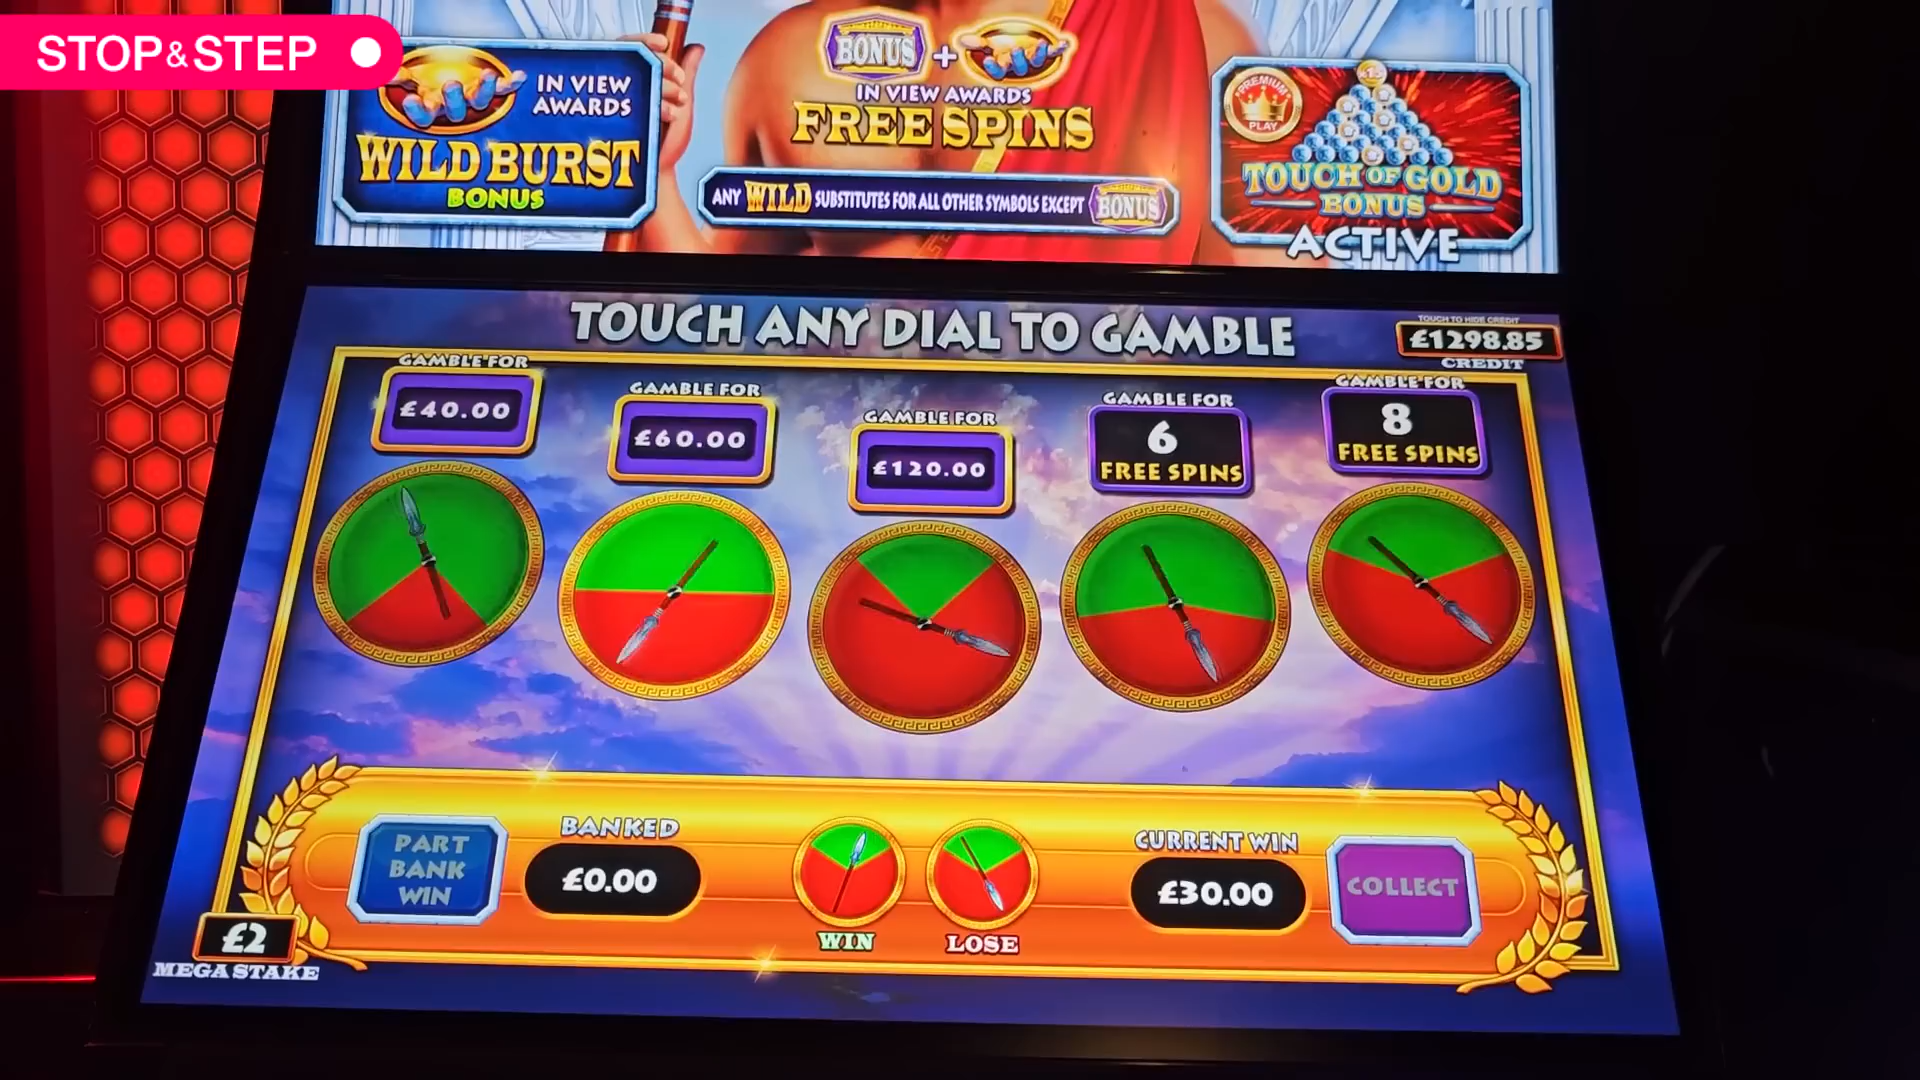 STOP&STEP
IN VIEW
AWARDS
WILD BURST
BONUS
BONUS +
IN VIEW AWARDS
FREE SPINS
ANY WILD SUBSTITUTES FOR ALL OTHER SYMBOLS EXCEPT BONUS
PREMIUM
PLAY
TOUCH OF GOLD
BONUS
ACTIVE
TOUCH ANY DIAL TO GAMBLE
TOUCH TO HIDE CREDIT
£1298.85
CREDIT
GAMBLE FOR
£40.00
GAMBLE FOR
£60.00
GAMBLE FOR
£120.00
GAMBLE FOR
6
FREE SPINS
GAMBLE FOR
8
FREE SPINS
PART
BANK
WIN
BANKED
£0.00
WIN
LOSE
CURRENT WIN
£30.00
COLLECT
£2
MEGA STAKE